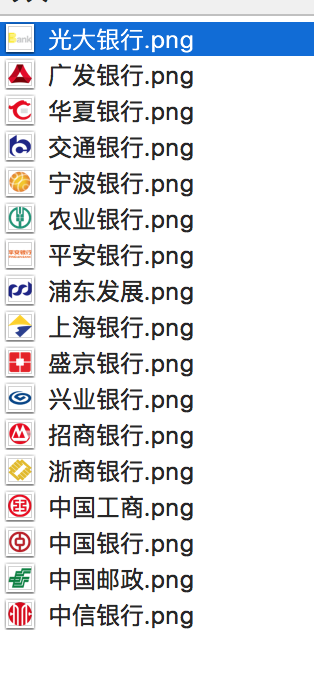 光大银行.png
广发银行.png
华夏银行.png
交通银行.png
宁波银行.png
农业银行.png
平安银行.png
浦东发展.png
上海银行.png
盛京银行.png
兴业银行.png
招商银行.png
浙商银行.png
中国工商.png
中国银行.png
中国邮政.png
中信银行.png